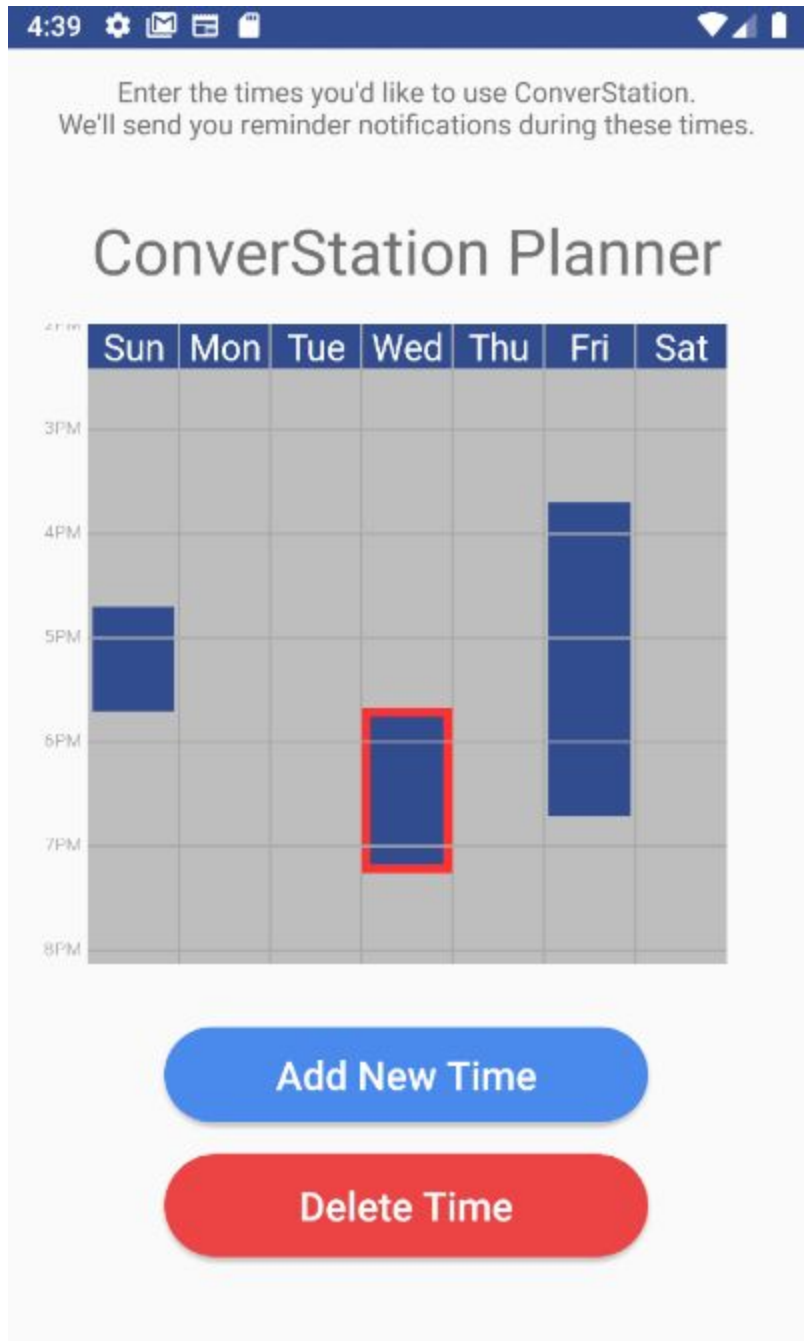 4:39
Enter the times you'd like to use ConverStation.
We'll send you reminder notifications during these times.
ConverStation Planner
2PM Sun Mon Tue Wed Thu Fri Sat
3PM
4PM
5PM
6PM
7PM
8PM
Add New Time
Delete Time